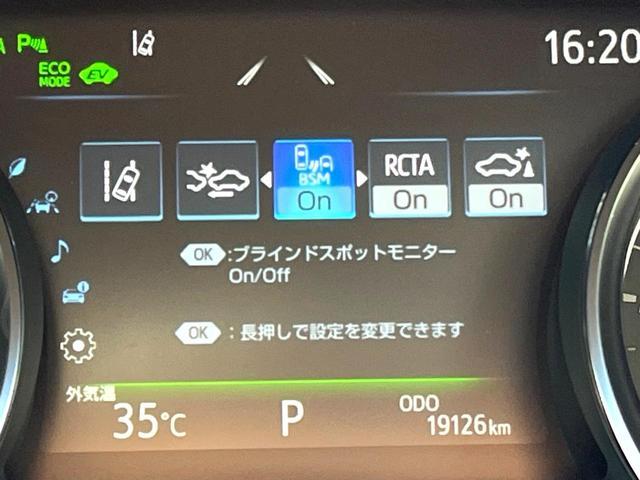 P
16:20
ECO
MODE
EV
BSM
On
RCTA
On
On
OK :ブラインドスポットモニター
On/Off
OK :長押しで設定を変更できます
外気温
35℃
P
ODO
19126km